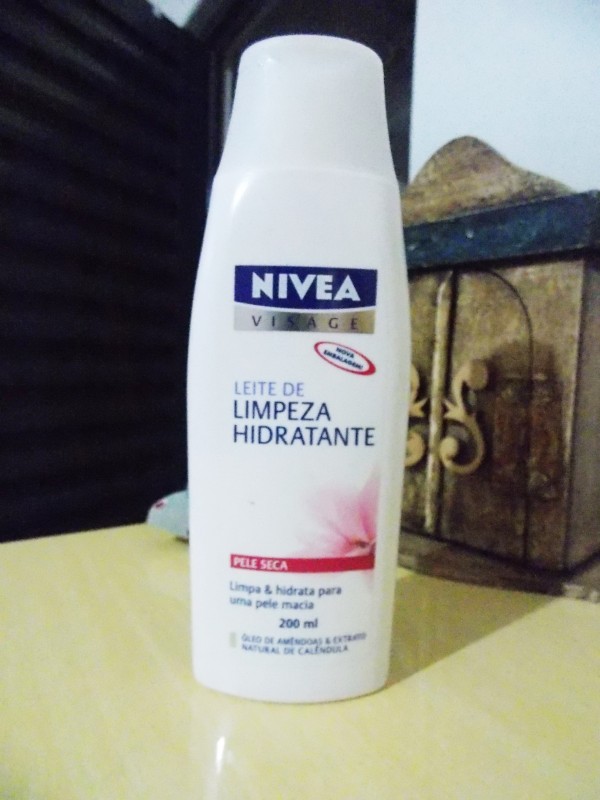 NIVEA
VISAGE
NOVA
EMBALAGEM!
LEITE DE
LIMPEZA
HIDRATANTE
PELE SECA
Limpa & hidrata para
uma pele macia
200 ml
ÓLEO DE AMÊNDOAS & EXTRATO
NATURAL DE CALÊNDULA